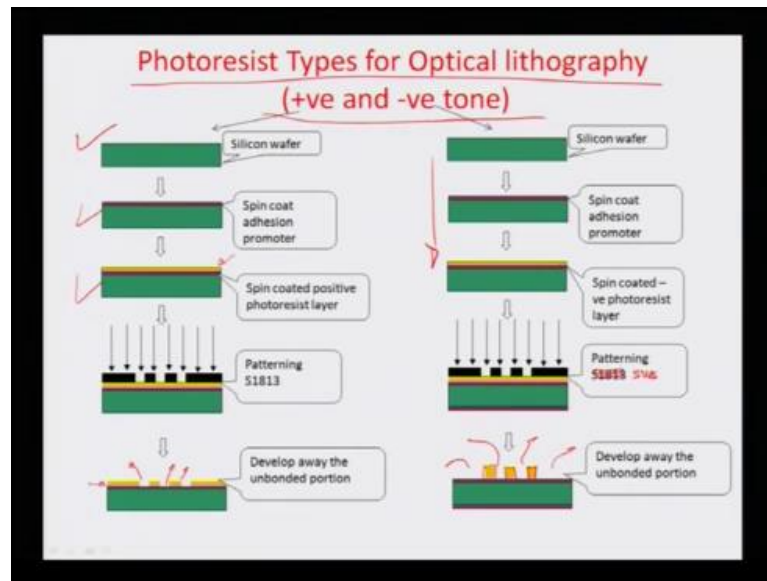 Photoresist Types for Optical lithography
(+ve and -ve tone)
Silicon wafer
Spin coat
adhesion
promoter
Spin coated positive
photoresist layer
Patterning
S1813
Develop away the
unbonded portion
Silicon wafer
Spin coat
adhesion
promoter
Spin coated –
ve photoresist
layer
Patterning
S1813 SU8
Develop away the
unbonded portion